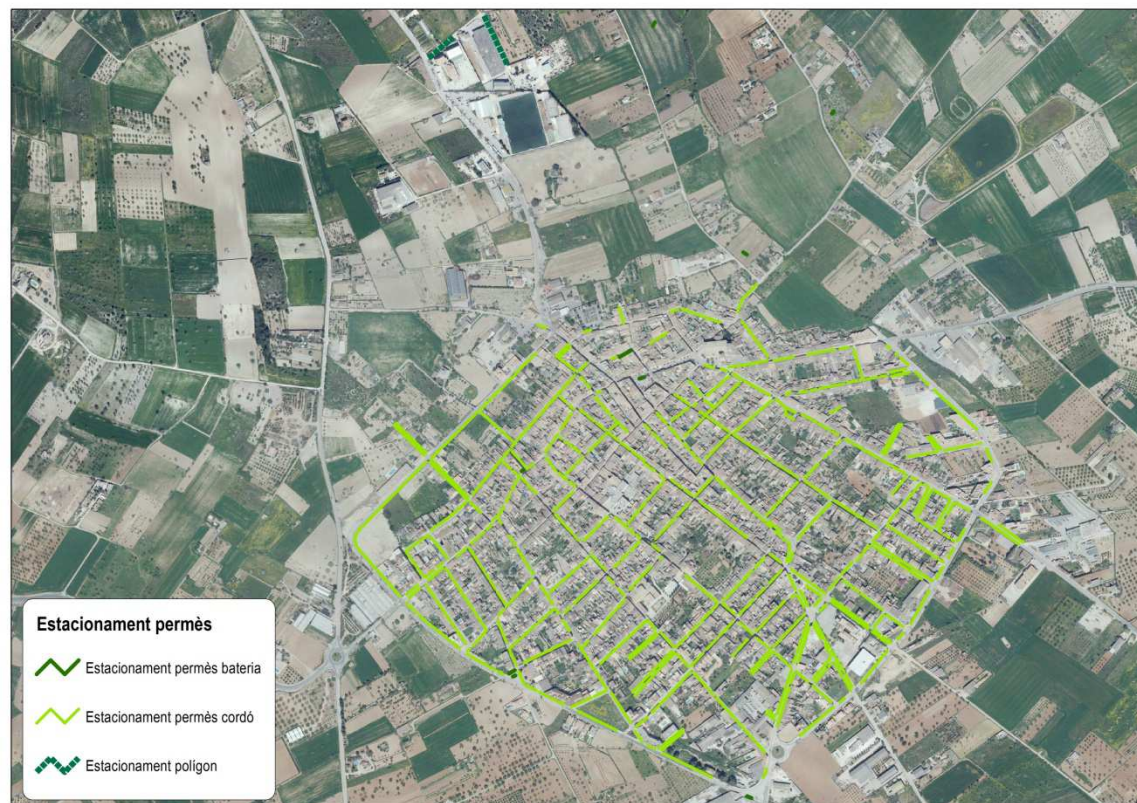 Estacionament permès
Estacionament permès bateria
Estacionament permès cordó
Estacionament polígon